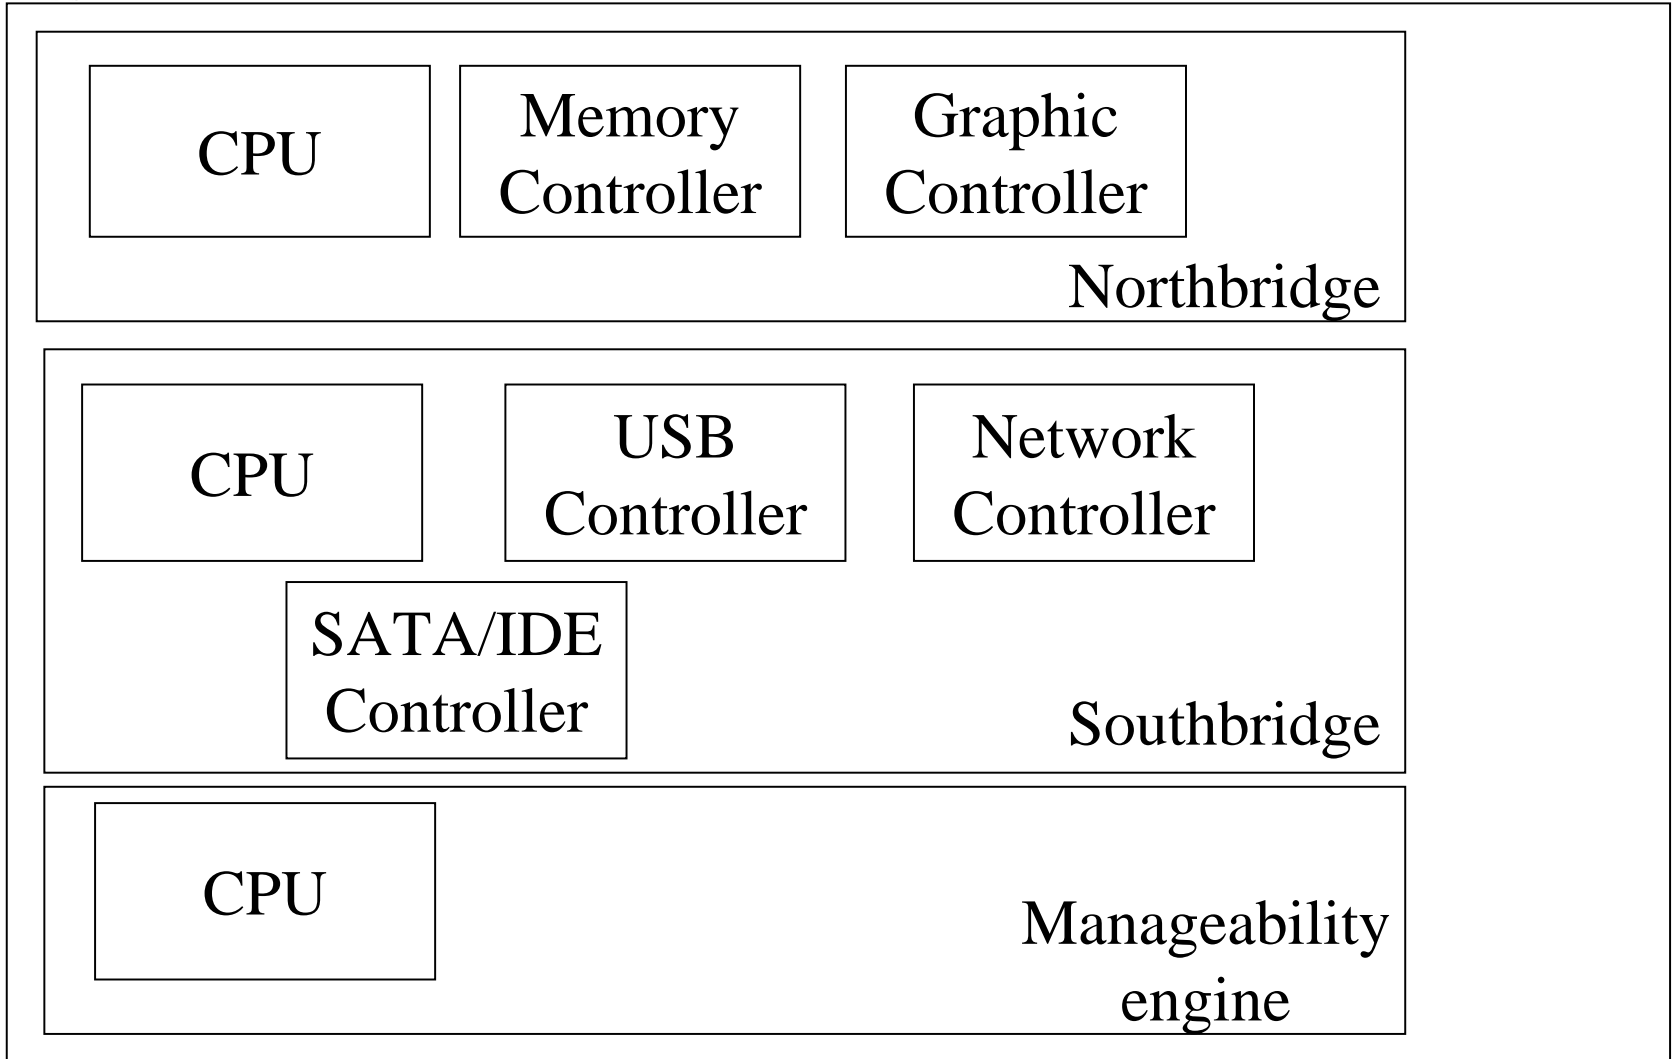 CPU
Memory
Controller
Graphic
Controller
Northbridge
CPU
USB
Controller
Network
Controller
SATA/IDE
Controller
Southbridge
CPU
Manageability
engine